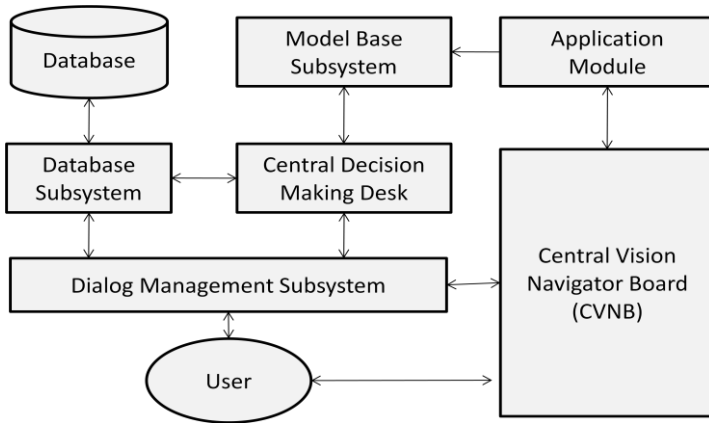 Database
Model Base
Subsystem
Application
Module
Database
Subsystem
Central Decision
Making Desk
Central Vision
Navigator Board
(CVNB)
Dialog Management Subsystem
User